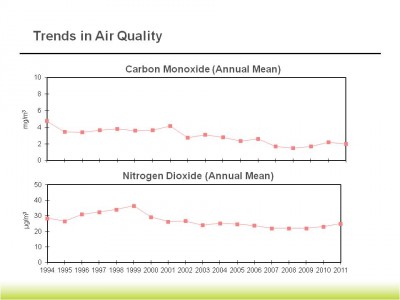 Trends in Air Quality
Carbon Monoxide (Annual Mean)
10
8
6
4
2
0
mg/m³
Nitrogen Dioxide (Annual Mean)
50
40
30
20
10
0
µg/m³
1994 1995 1996 1997 1998 1999 2000 2001 2002 2003 2004 2005 2006 2007 2008 2009 2010 2011